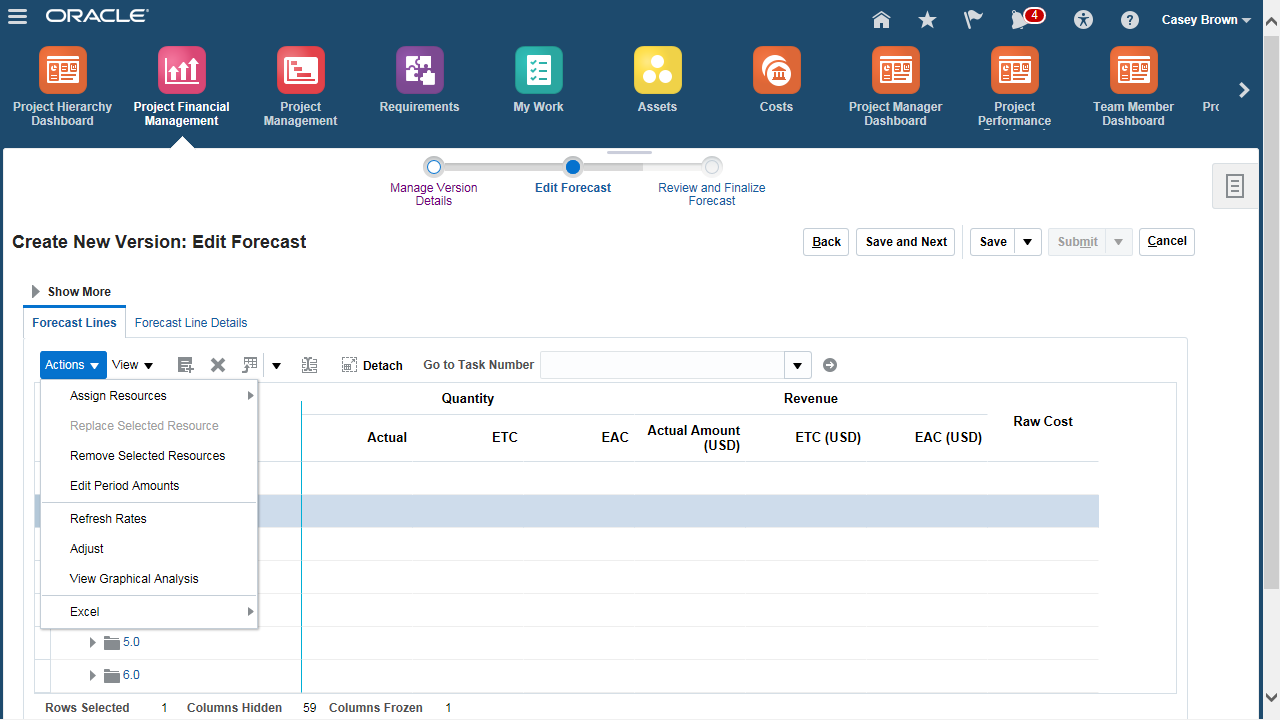 ORACLE
4
Casey Brown
Project Hierarchy Dashboard
Project Financial Management
Project Management
Requirements
My Work
Assets
Costs
Project Manager Dashboard
Project Performance
Team Member Dashboard
Manage Version Details
Edit Forecast
Review and Finalize Forecast
Create New Version: Edit Forecast
Back
Save and Next
Save
Submit
Cancel
Show More
Forecast Lines
Forecast Line Details
Actions
View
Detach
Go to Task Number
Assign Resources
Replace Selected Resource
Remove Selected Resources
Edit Period Amounts
Refresh Rates
Adjust
View Graphical Analysis
Excel
Quantity
Revenue
Raw Cost
Actual
ETC
EAC
Actual Amount (USD)
ETC (USD)
EAC (USD)
5.0
6.0
Rows Selected 1 Columns Hidden 59 Columns Frozen 1